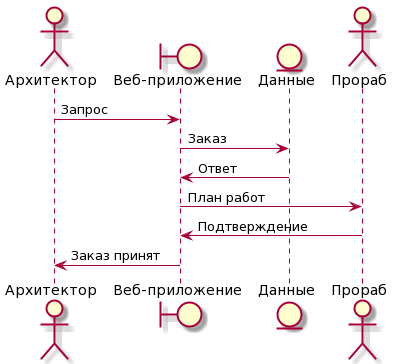 Архитектор Веб-приложение Данные Прораб
Запрос
Заказ
Ответ
План работ
Подтверждение
Заказ принят
Архитектор Веб-приложение Данные Прораб